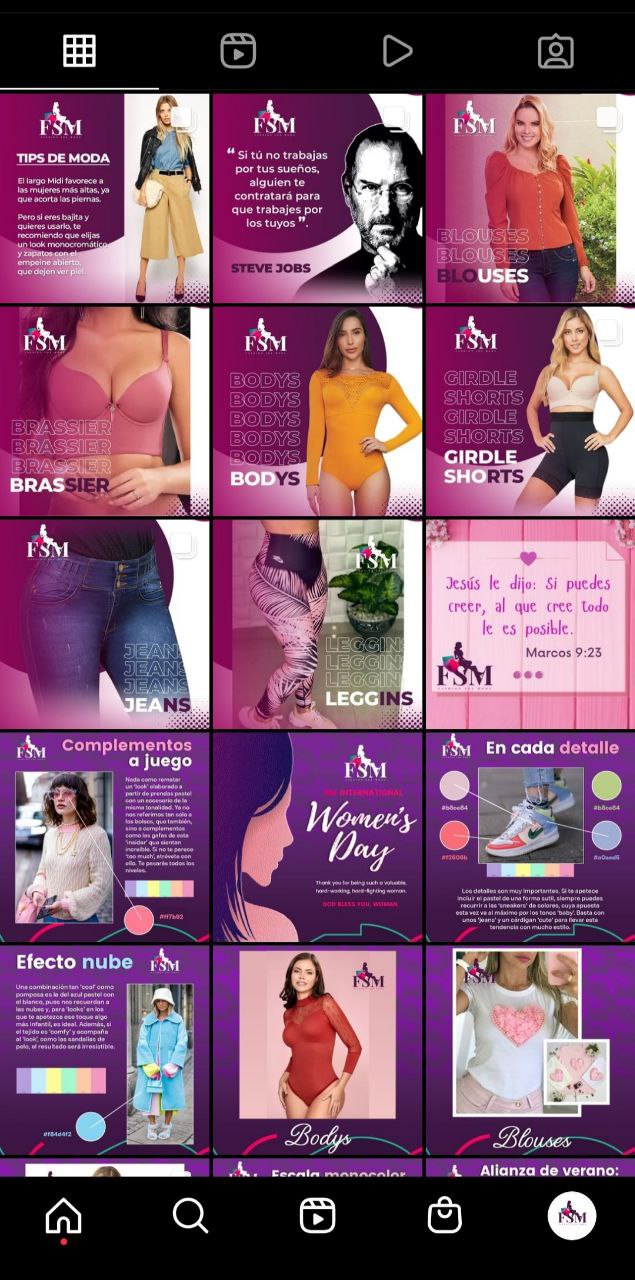 FSM
TIPS DE MODA
El largo Midi favorece a
las mujeres más altas, ya
que acorta las piernas.
Pero si eres bajita y
quieres usarlo, te
recomiendo que elijas
un look monocromático
y zapatos con el
empeine abierto,
que dejen ver piel.
FSM
“ Si tú no trabajas
por tus sueños,
alguien te
contratará para
que trabajes por
los tuyos ”.
STEVE JOBS
FSM
BLOUSES
BLOUSES
BLOUSES
FSM
BRASSIER
BRASSIER
BRASSIER
BRASSIER
FSM
BODYS
BODYS
BODYS
BODYS
BODYS
BODYS
FSM
GIRDLE
SHORTS
GIRDLE
SHORTS
GIRDLE
SHORTS
FSM
JEANS
JEANS
JEANS
JEANS
FSM
LEGGINS
LEGGINS
LEGGINS
LEGGINS
Jesús le dijo: Si puedes
creer, al que cree todo
le es posible.
Marcos 9:23
FSM
FSM
Complementos
a juego
Nada como rematar
un 'look' elaborado a
partir de prendas pastel
con un accesorio de la
misma tonalidad. Ya no
nos referimos tan solo a
los bolsos, que también,
sino a complementos
como las gafas de esta
'insider' que sientan
increíble. Si no te parece
'too much', atrévete con
ello. Te pesarás todos los
niveles.
#ff7b92
FSM
INTERNATIONAL
Women's
Day
Thank you for being such a valuable,
hard-working, hard-fighting woman.
GOD BLESS YOU, WOMAN
FSM
En cada detalle
#b8ce84
#b8ce84
#f2606b
#a0aed5
Los detalles son muy importantes. Si te apetece
incluir el pastel de una forma sutil, siempre puedes
recurrir a las 'sneakers' de colores, cuya apuesta
esta vez va al máximo por los tonos 'baby'. Basta con
unos 'jeans' y un cárdigan 'cute' para llevar esta
tendencia con mucho estilo.
Efecto nube
FSM
Una combinación tan 'cool' como
pomposa es la del azul pastel con
el blanco, pues nos recuerdan a
las nubes y, para 'looks' en los
que te apetezca ese toque algo
más infantil, es ideal. Además, si
el tejido es 'comfy' y acompaña
al 'look', como las sandalias de
pelo, el resultado será irresistible.
#f84d4f2
FSM
Bodys
FSM
Blouses
Escala monocolor
Alianza de verano:
FSM